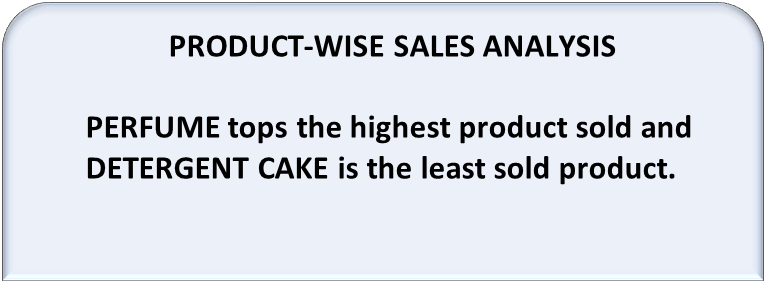 PRODUCT-WISE SALES ANALYSIS
PERFUME tops the highest product sold and
DETERGENT CAKE is the least sold product.